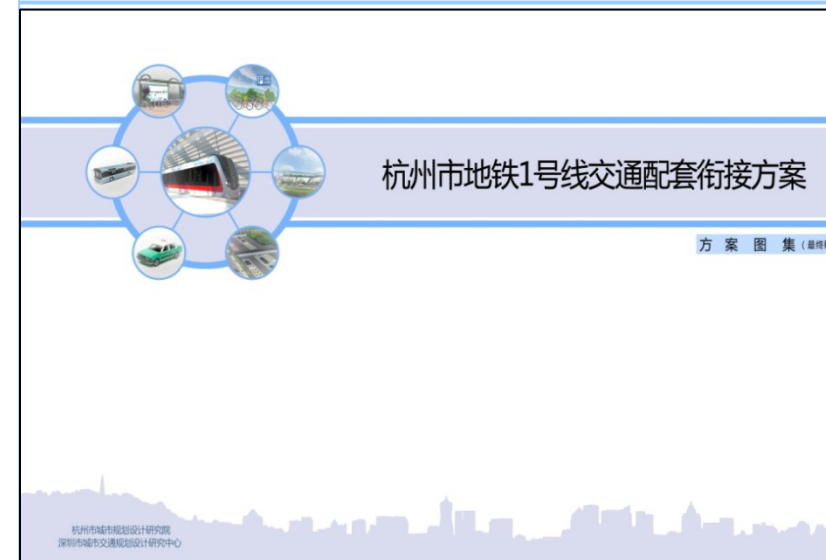 杭州市地铁1号线交通配套衔接方案
方 案 图 集（最终
杭州市城市规划设计研究院
深圳市城市交通规划设计研究中心